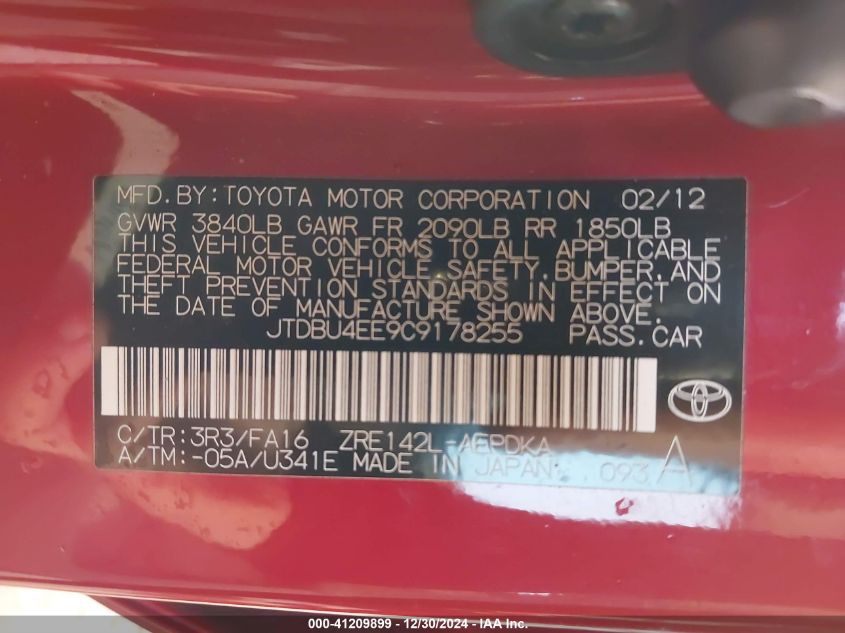 MFD.BY:TOYOTA MOTOR CORPORATION 02/12
GVWR 3840LB GAWR FR 2090LB RR 1850LB
THIS VEHICLE CONFORMS TO ALL APPLICABLE
FEDERAL MOTOR VEHICLE SAFETY,BUMPER,AND
THEFT PREVENTION STANDARDS IN EFFECT ON
THE DATE OF MANUFACTURE SHOWN ABOVE.
JTDBU4EE9C9178255 PASS.CAR
C/TR:3R3/FA16 ZRE142L-AEPDKA
A/TM:-05A/U341E MADE IN JAPAN 093 A
000-41209899 - 12/30/2024 - IAA Inc.